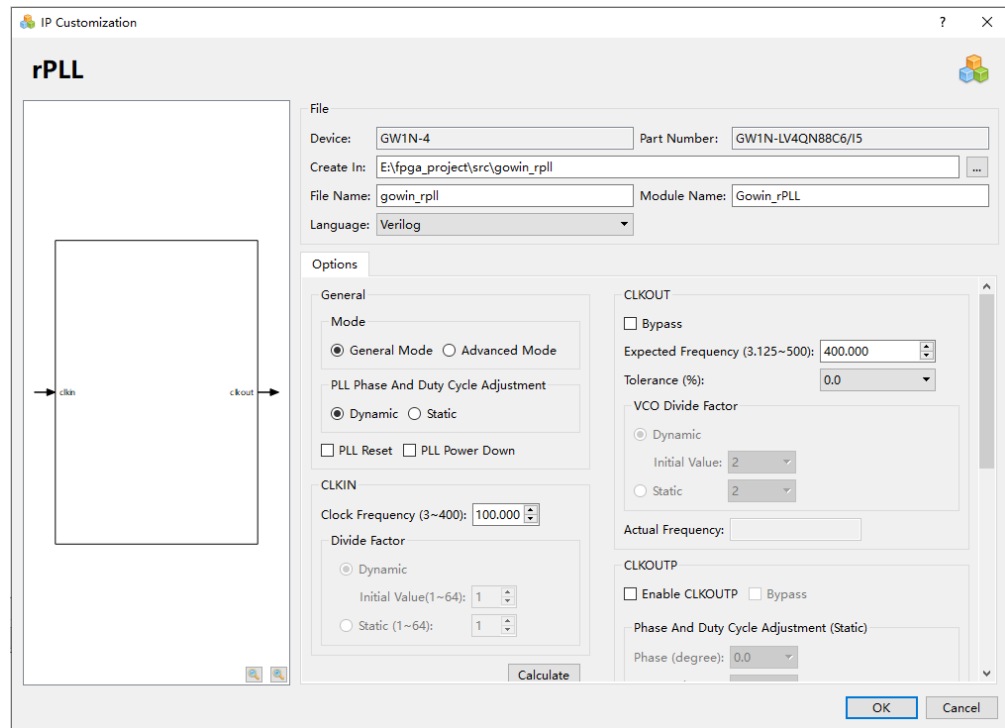 IP Customization
?
rPLL
File
Device: GW1N-4 Part Number: GW1N-LV4QN88C6/I5
Create In: E:\fpga_project\src\gowin_rpll ...
File Name: gowin_rpll Module Name: Gowin_rPLL
Language: Verilog
clkin clkout
Options
General
Mode
General Mode Advanced Mode
PLL Phase And Duty Cycle Adjustment
Dynamic Static
PLL Reset PLL Power Down
CLKIN
Clock Frequency (3~400): 100.000
Divide Factor
Dynamic
Initial Value(1~64): 1
Static (1~64): 1
Calculate
CLKOUT
Bypass
Expected Frequency (3.125~500): 400.000
Tolerance (%): 0.0
VCO Divide Factor
Dynamic
Initial Value: 2
Static 2
Actual Frequency:
CLKOUTP
Enable CLKOUTP Bypass
Phase And Duty Cycle Adjustment (Static)
Phase (degree): 0.0
OK Cancel